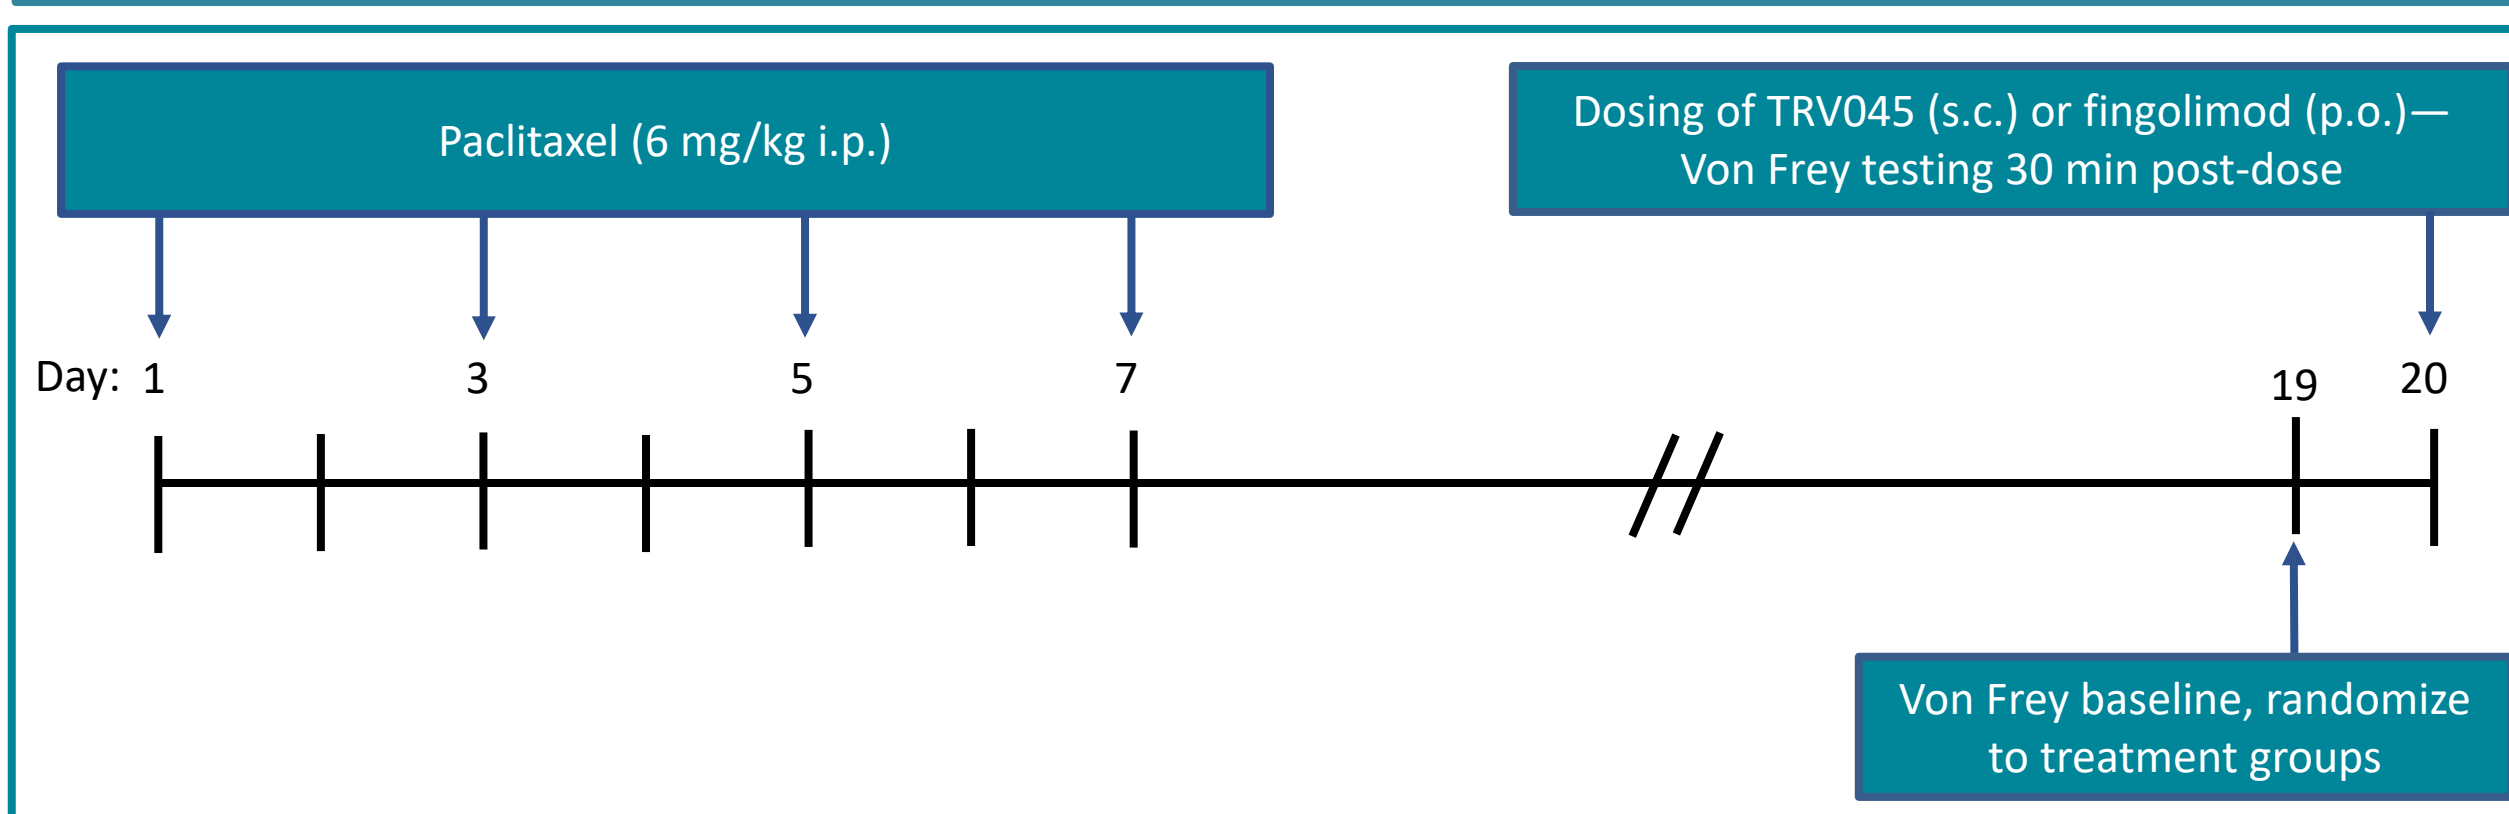 Paclitaxel (6 mg/kg i.p.)
Dosing of TRV045 (s.c.) or fingolimod (p.o.)—
Von Frey testing 30 min post-dose
Day: 1 3 5 7 19 20
Von Frey baseline, randomize
to treatment groups